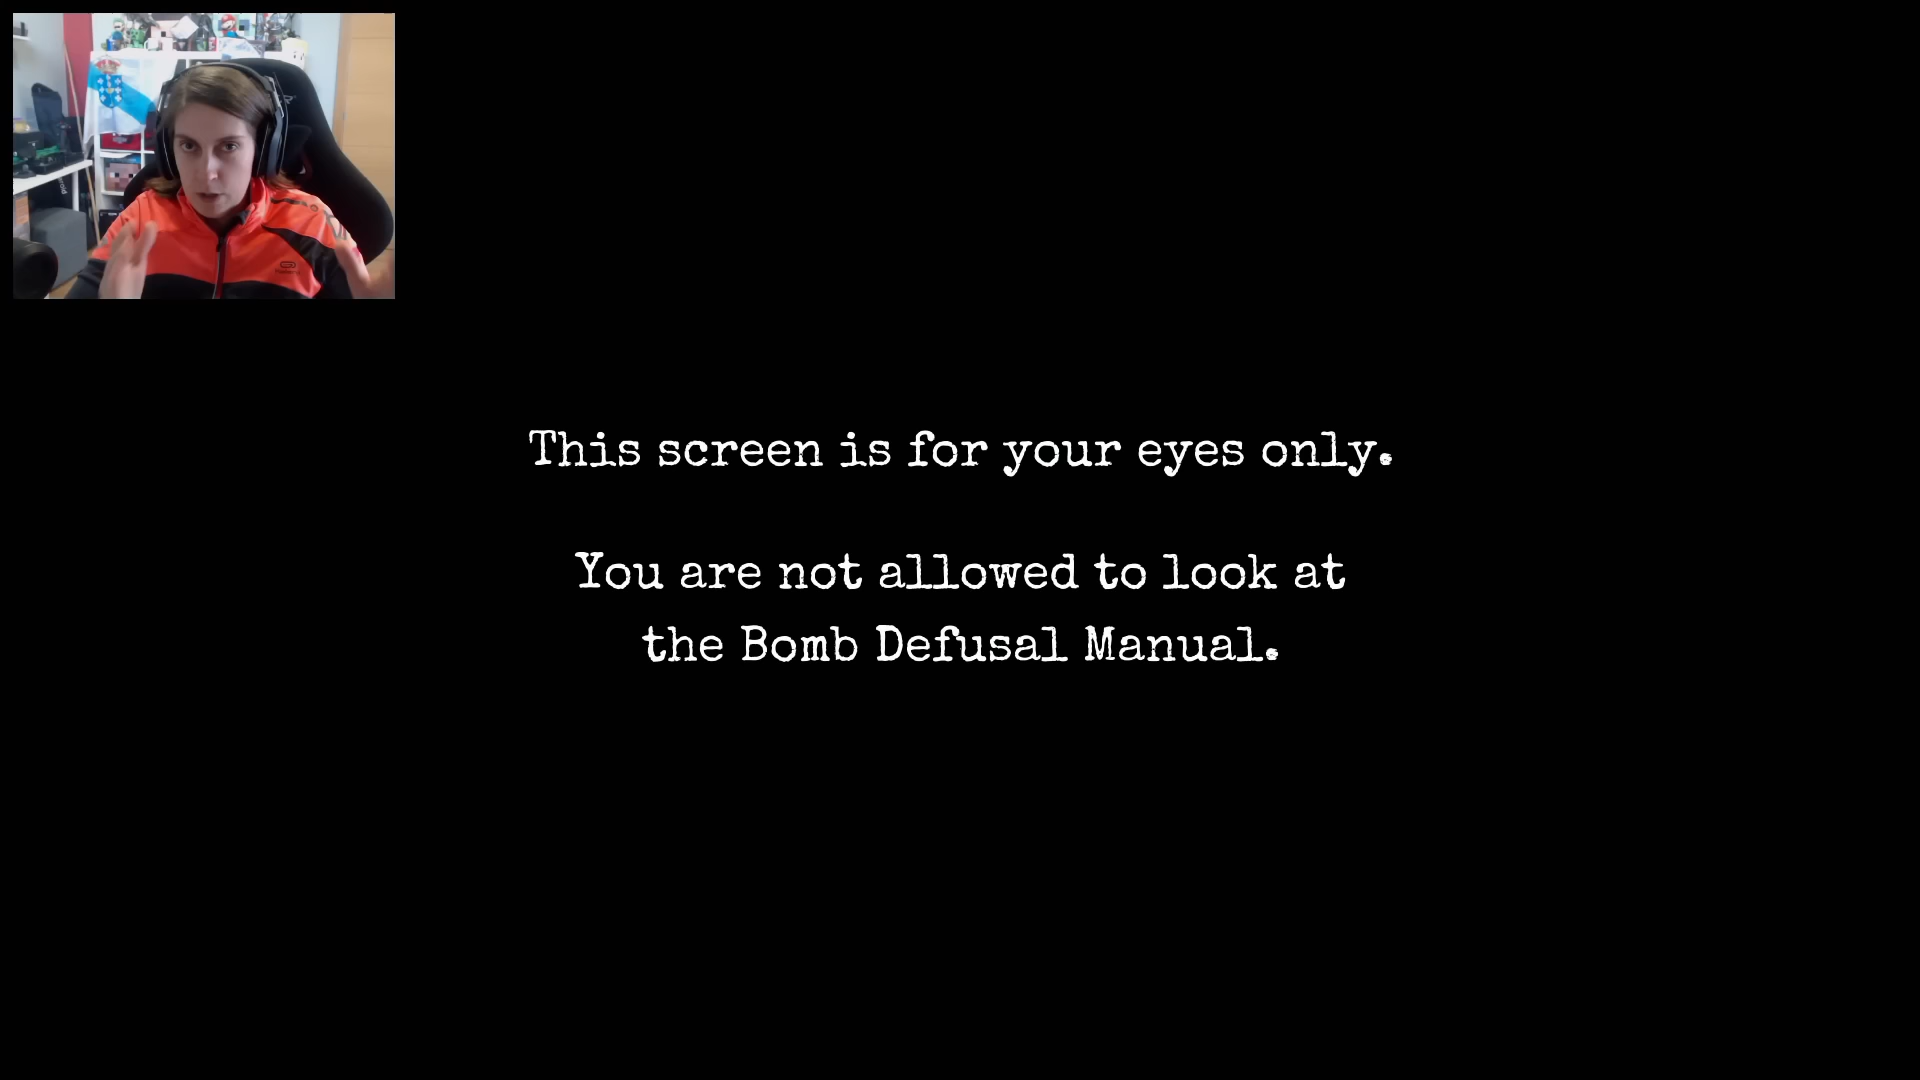 This screen is for your eyes only.
You are not allowed to look at
the Bomb Defusal Manual.